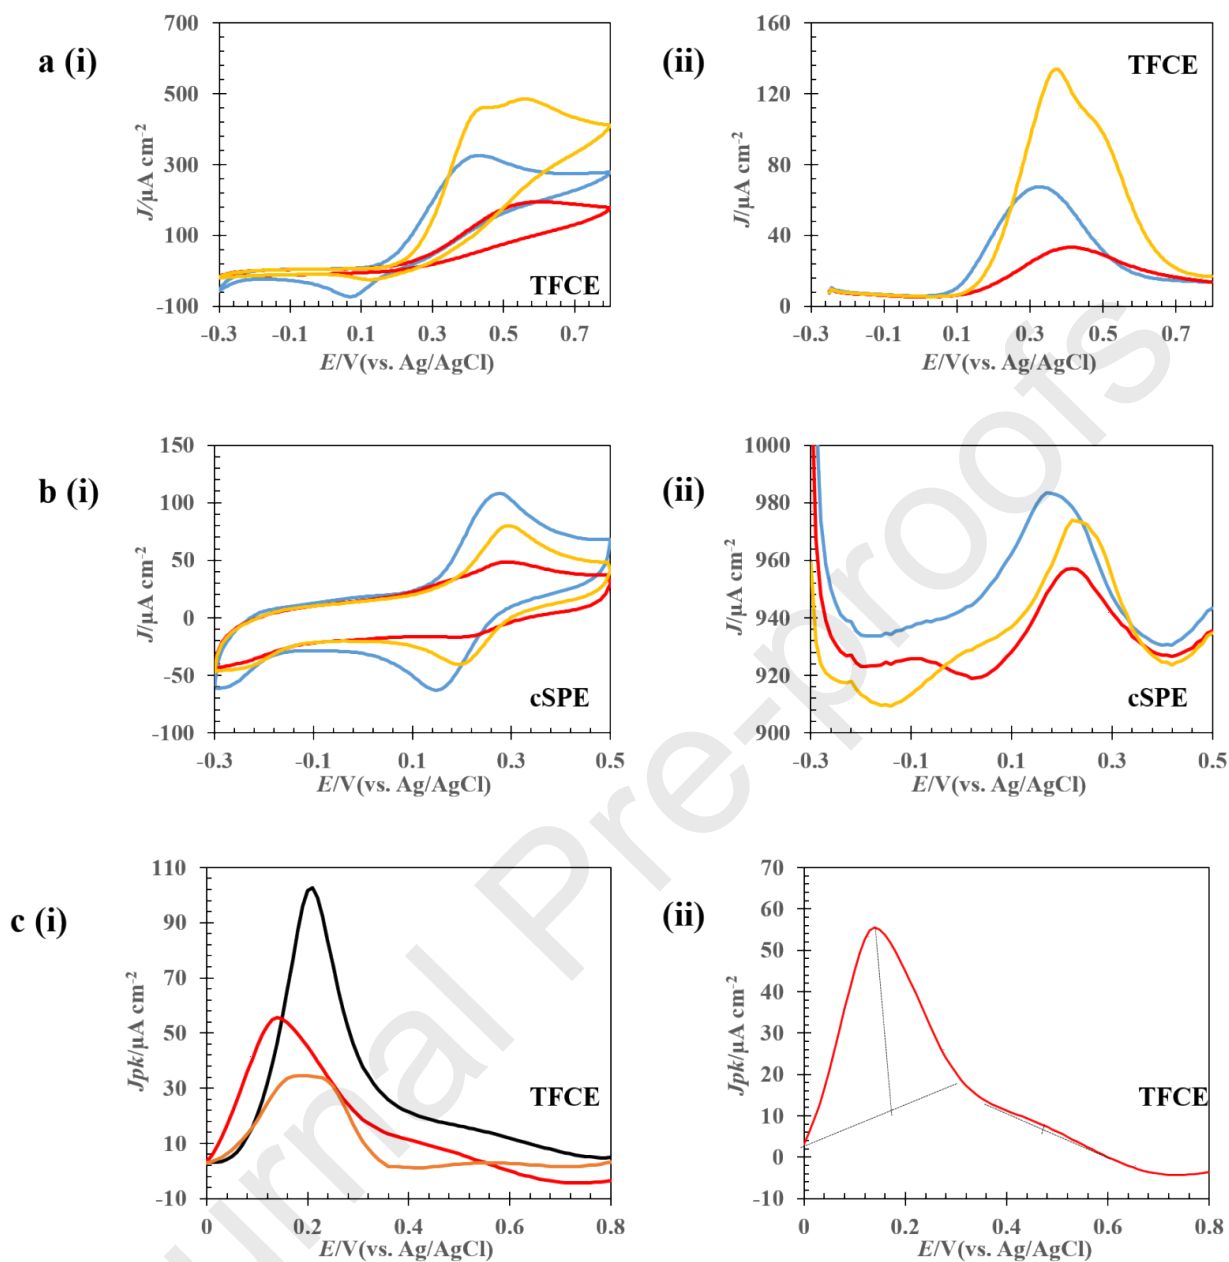 a (i)
700
500
300
100
-100
-0.3
-0.1
0.1
0.3
0.5
0.7
J/µA cm-2
E/V(vs. Ag/AgCl)
TFCE
(ii)
160
120
80
40
0
-0.3
-0.1
0.1
0.3
0.5
0.7
J/µA cm-2
E/V(vs. Ag/AgCl)
TFCE
b (i)
150
100
50
0
-50
-100
-0.3
-0.1
0.1
0.3
0.5
J/µA cm-2
E/V(vs. Ag/AgCl)
cSPE
(ii)
1000
980
960
940
920
900
-0.3
-0.1
0.1
0.3
0.5
J/µA cm-2
E/V(vs. Ag/AgCl)
cSPE
c (i)
110
90
70
50
30
10
-10
0
0.2
0.4
0.6
0.8
Jpk/µA cm-2
E/V(vs. Ag/AgCl)
TFCE
(ii)
70
60
50
40
30
20
10
0
-10
0
0.2
0.4
0.6
0.8
Jpk/µA cm-2
E/V(vs. Ag/AgCl)
TFCE
urnal Pre-proofs